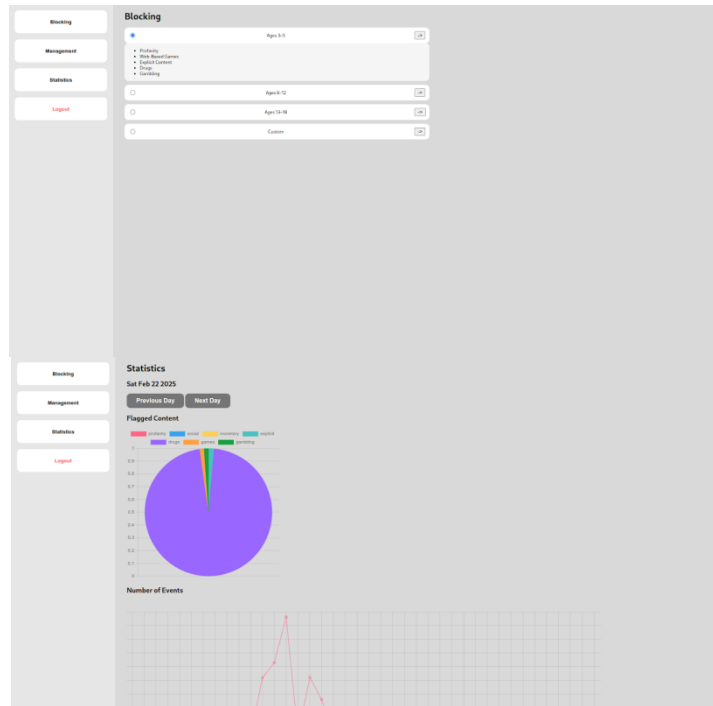 Blocking
Management
Statistics
Logout
Blocking
Ages 3-5
->
Profanity
Web-Based Games
Explicit Content
Drugs
Gambling
Ages 6-12
->
Ages 13-18
->
Custom
->
Blocking
Management
Statistics
Logout
Statistics
Sat Feb 22 2025
Previous Day Next Day
Flagged Content
profanity social monetary explicit
drugs games gambling
1
0.9
0.8
0.7
0.6
0.5
0.4
0.3
0.2
0.1
0
Number of Events